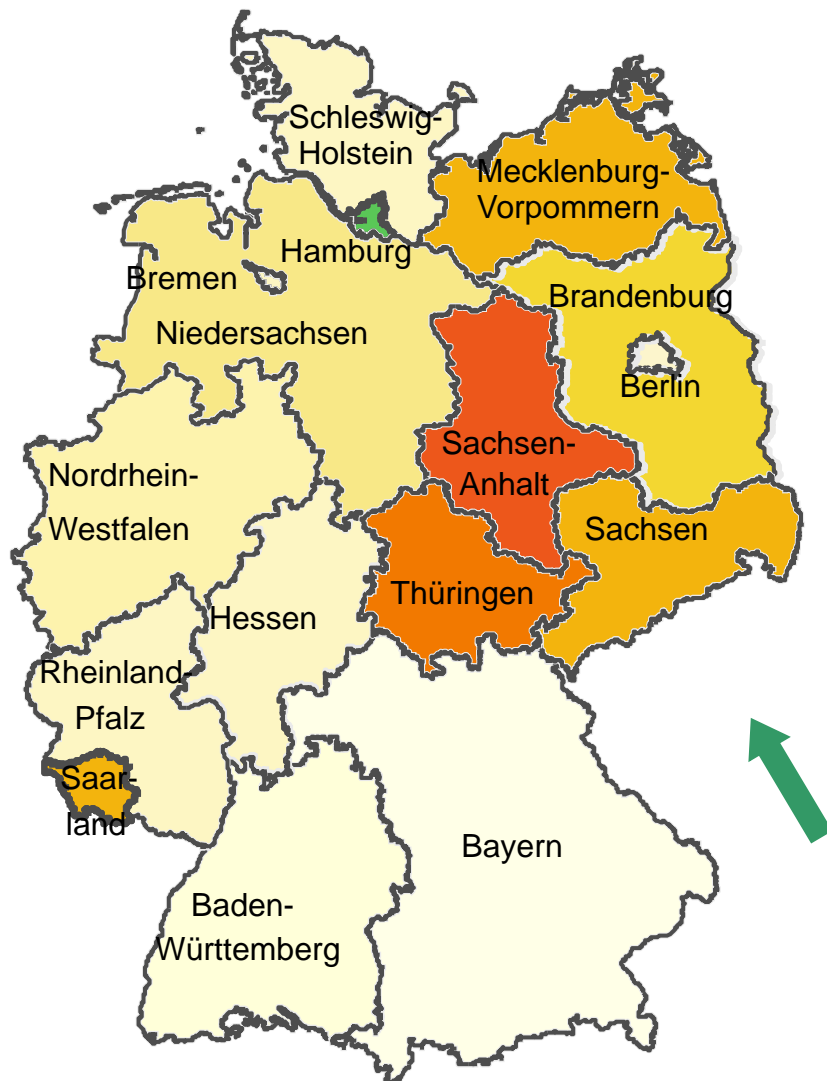 Schleswig-
Holstein
Mecklenburg-
Vorpommern
Hamburg
Bremen
Brandenburg
Niedersachsen
Berlin
Sachsen-
Anhalt
Nordrhein-
Westfalen
Sachsen
Thüringen
Hessen
Rheinland-
Pfalz
Saar-
land
Bayern
Baden-
Württemberg